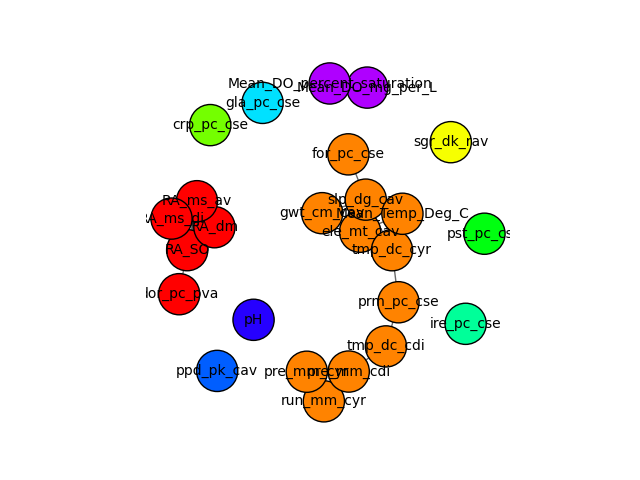 Mean_DO_percent_saturation
Mean_DO_mg_per_L
gla_pc_cse
crp_pc_cse
sgr_dk_rav
for_pc_cse
slp_dg_cav
RA_ms_av
RA_ms_di
RA_dm
gwt_cm_cav
Mean_Temp_Deg_C
ele_mt_cav
pst_pc_cse
RA_SO
tmp_dc_cyr
lor_pc_pva
prm_pc_cse
pH
ire_pc_cse
tmp_dc_cdi
ppd_pk_cav
pre_mm_cyr
pre_mm_cdi
run_mm_cyr